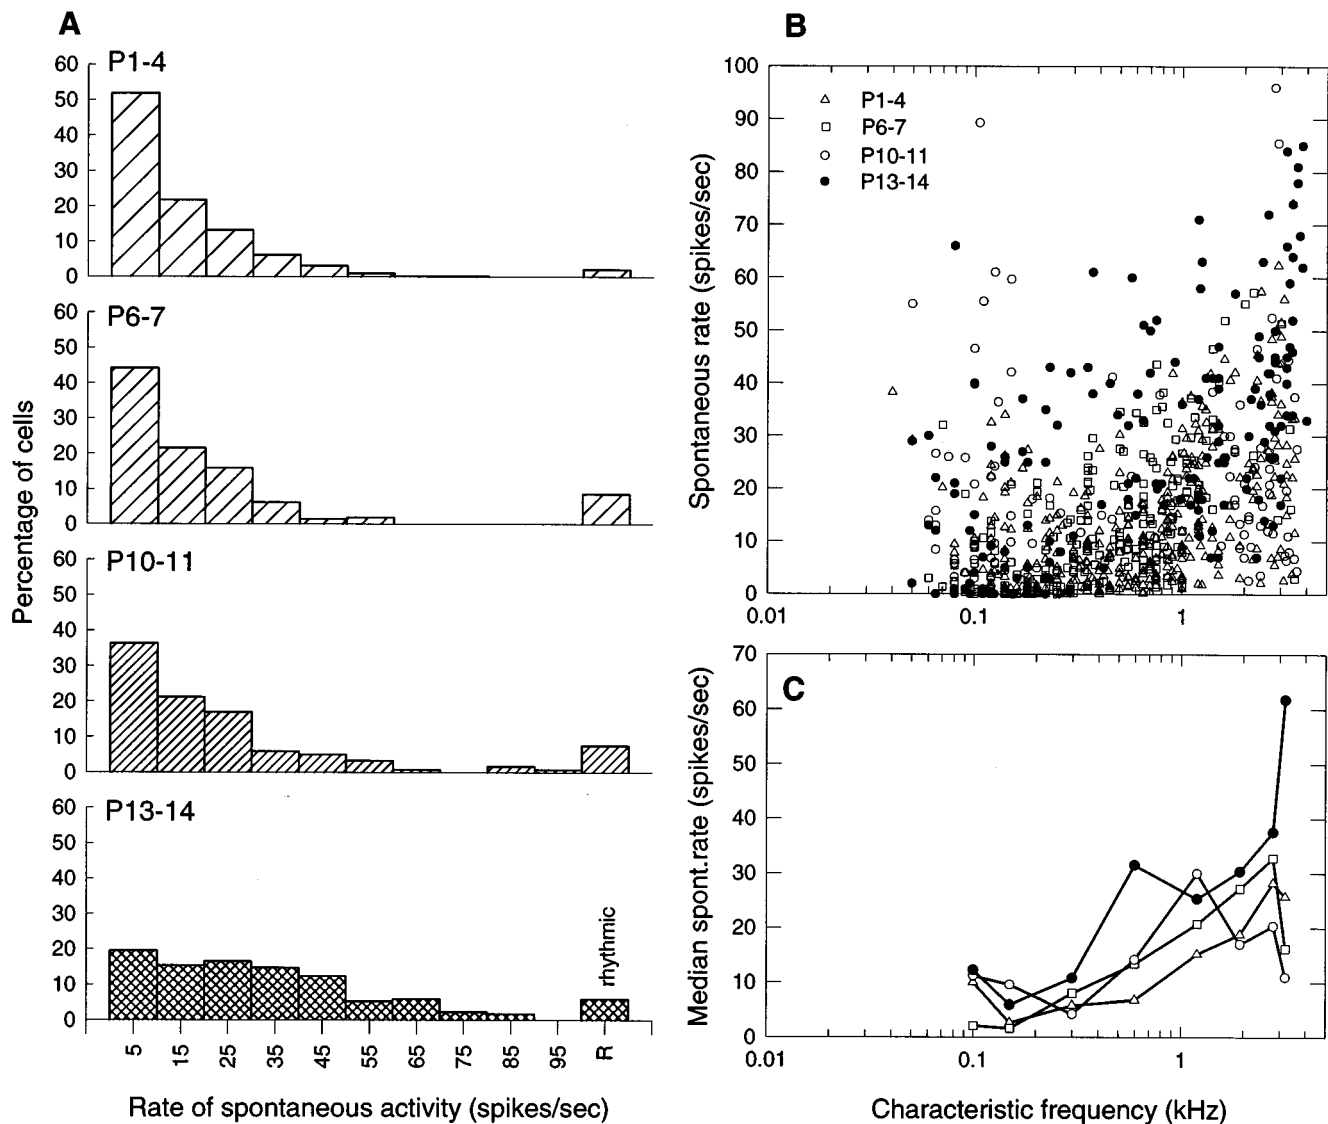 A
P1-4
60
50
40
30
20
10
0
P6-7
60
50
40
30
20
10
0
P10-11
60
50
40
30
20
10
0
P13-14
60
50
40
30
20
10
0
rhythmic
5 15 25 35 45 55 65 75 85 95 R
Percentage of cells
Rate of spontaneous activity (spikes/sec)
B
100
90
80
70
60
50
40
30
20
10
0
P1-4
P6-7
P10-11
P13-14
0.01 0.1 1
Spontaneous rate (spikes/sec)
C
70
60
50
40
30
20
10
0
0.01 0.1 1
Median spont.rate (spikes/sec)
Characteristic frequency (kHz)